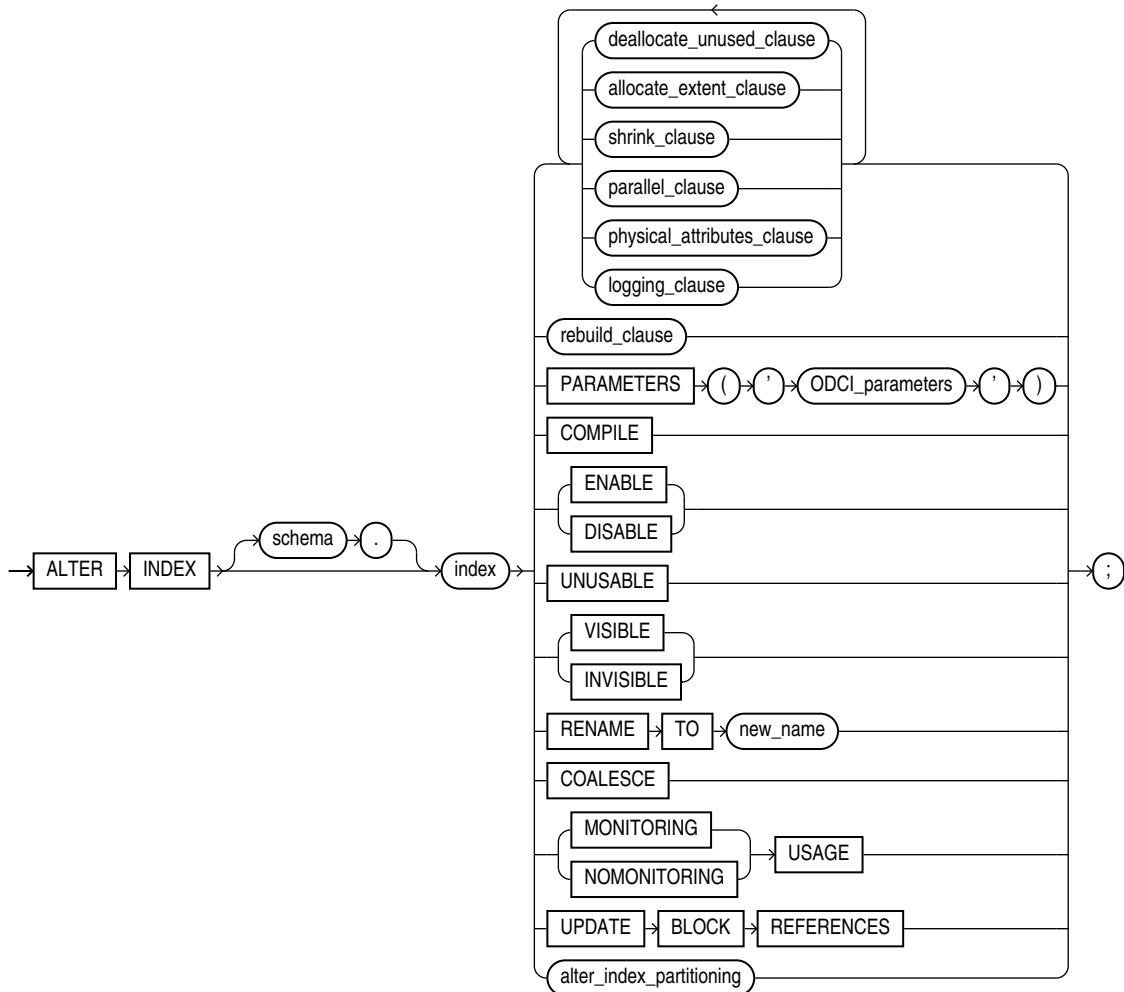 deallocate_unused_clause
allocate_extent_clause
shrink_clause
parallel_clause
physical_attributes_clause
logging_clause
rebuild_clause
PARAMETERS ( ' ODCI_parameters ' )
COMPILE
ENABLE
DISABLE
schema .
ALTER INDEX index
UNUSABLE
;
VISIBLE
INVISIBLE
RENAME TO new_name
COALESCE
MONITORING
NOMONITORING
USAGE
UPDATE BLOCK REFERENCES
alter_index_partitioning